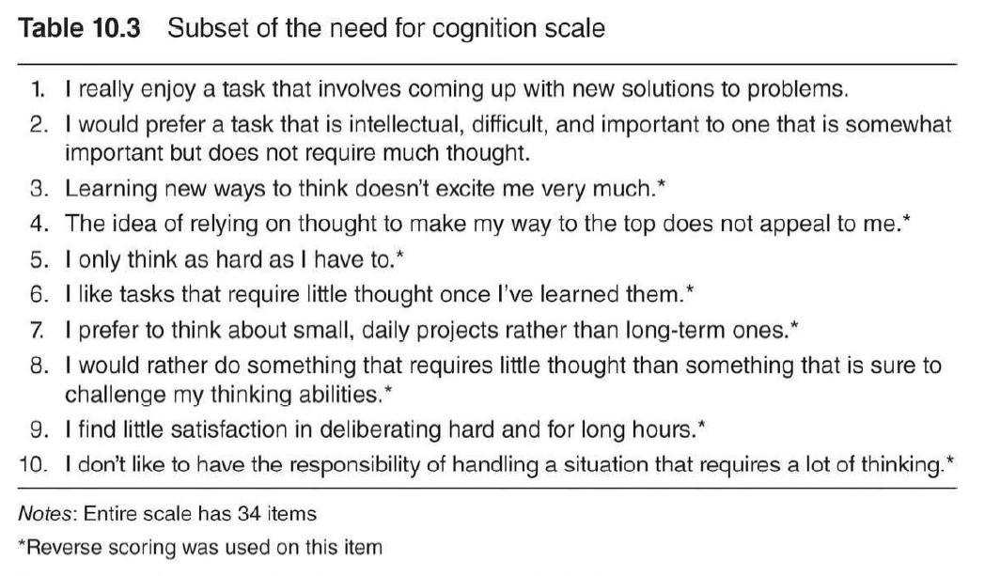 Table 10.3 Subset of the need for cognition scale
1. I really enjoy a task that involves coming up with new solutions to problems.
2. I would prefer a task that is intellectual, difficult, and important to one that is somewhat
important but does not require much thought.
3. Learning new ways to think doesn’t excite me very much.*
4. The idea of relying on thought to make my way to the top does not appeal to me.*
5. I only think as hard as I have to.*
6. I like tasks that require little thought once I’ve learned them.*
7. I prefer to think about small, daily projects rather than long-term ones.*
8. I would rather do something that requires little thought than something that is sure to
challenge my thinking abilities.*
9. I find little satisfaction in deliberating hard and for long hours.*
10. I don’t like to have the responsibility of handling a situation that requires a lot of thinking.*
Notes: Entire scale has 34 items
*Reverse scoring was used on this item